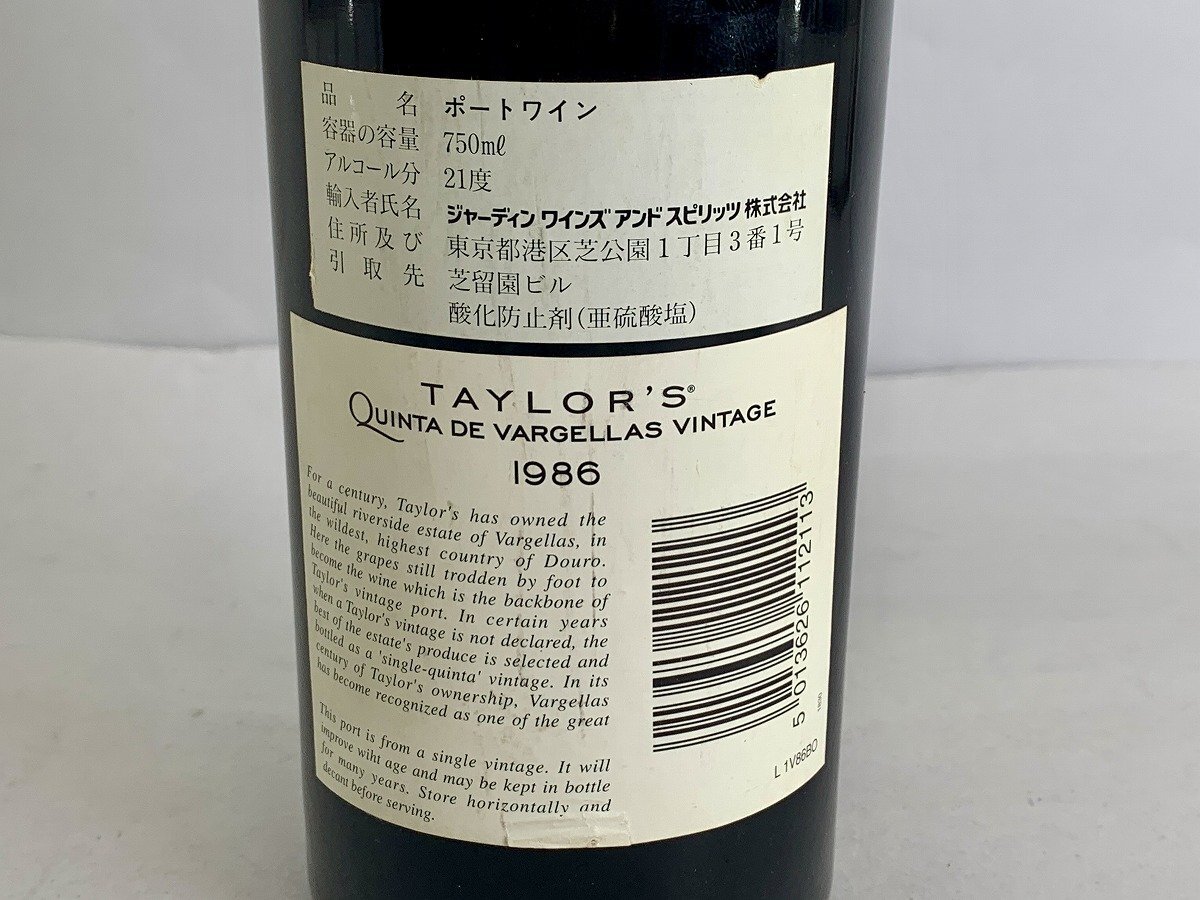 品名 ポートワイン
容器の容量 750mℓ
アルコール分 21度
輸入者氏名 ジャーディン ワインズ アンド スピリッツ 株式会社
住所及び 東京都港区芝公園1丁目3番1号
引取先 芝留園ビル
酸化防止剤(亜硫酸塩)
TAYLOR'S®
QUINTA DE VARGELLAS VINTAGE
1986
For a century, Taylor's has owned the
beautiful riverside estate of Vargellas, in
the wildest, highest country of Douro.
Here the grapes still trodden by foot to
become the wine which is the backbone of
Taylor's vintage port. In certain years
when a Taylor's vintage is not declared, the
best of the estate's produce is selected and
bottled as a 'single-quinta' vintage. In its
century of Taylor's ownership, Vargellas
has become recognized as one of the great
This port is from a single vintage. It will
improve wiht age and may be kept in bottle
for many years. Store horizontally and
decant before serving.
5 013626 112113
L 1V86BO